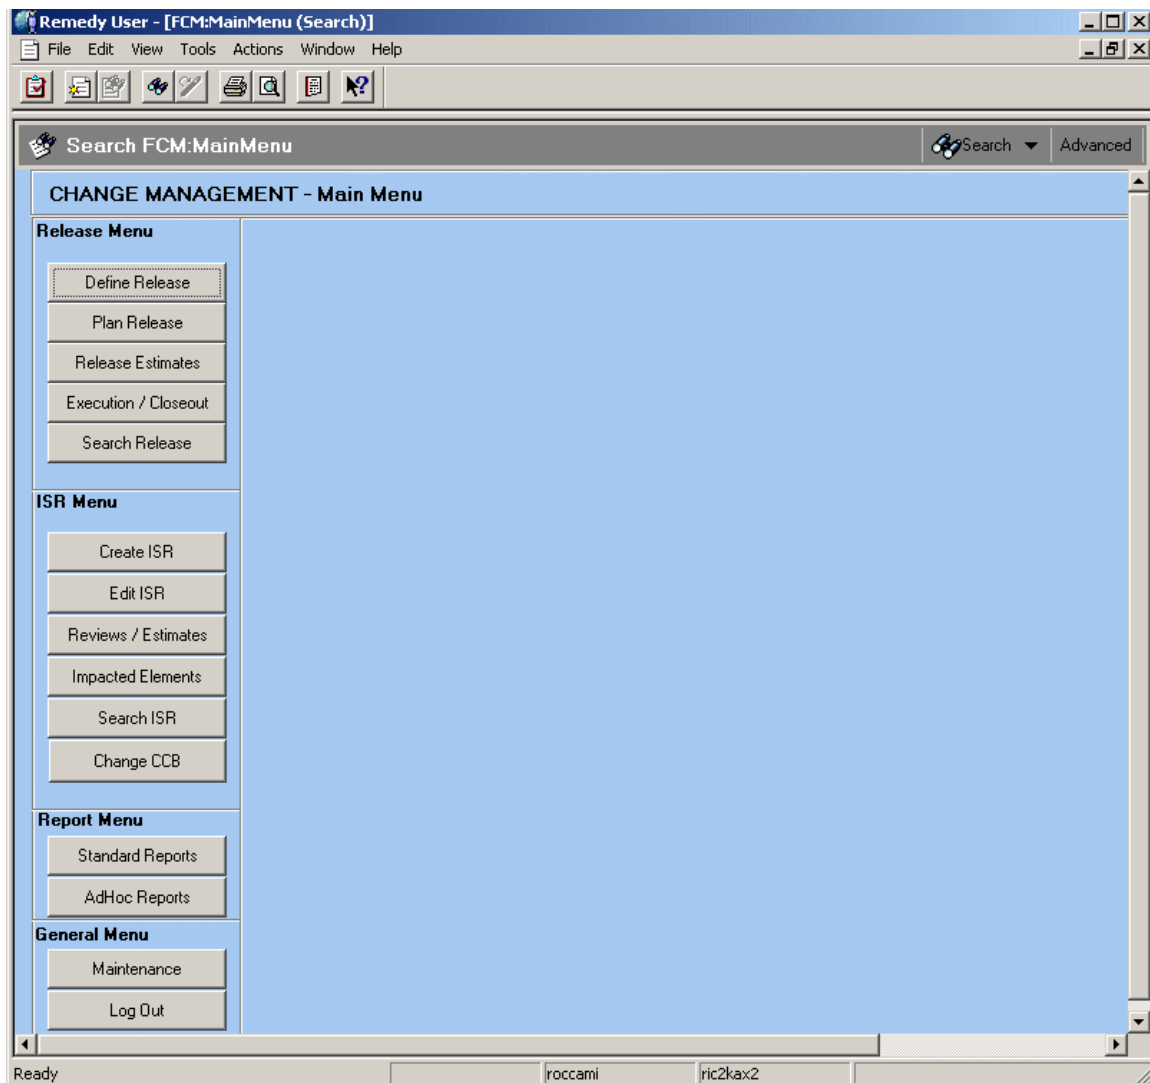 Remedy User - [FCM:MainMenu (Search)]
File Edit View Tools Actions Window Help
Search FCM:MainMenu
Search
Advanced
CHANGE MANAGEMENT - Main Menu
Release Menu
Define Release
Plan Release
Release Estimates
Execution / Closeout
Search Release
ISR Menu
Create ISR
Edit ISR
Reviews / Estimates
Impacted Elements
Search ISR
Change CCB
Report Menu
Standard Reports
AdHoc Reports
General Menu
Maintenance
Log Out
Ready
roccami
ric2kax2